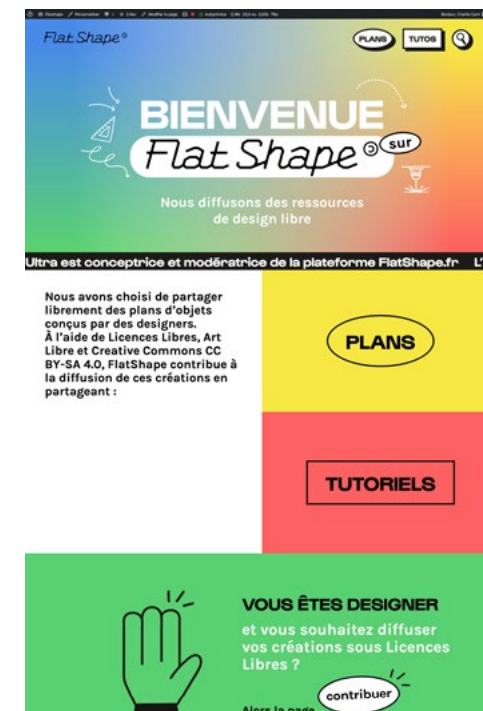 Flat Shape
PLANS
TUTOS
BIENVENUE
sur
Flat Shape
Nous diffusons des ressources
de design libre
Ultra est conceptrice et modératrice de la plateforme FlatShape.fr L'
Nous avons choisi de partager
librement des plans d'objets
conçus par des designers.
À l'aide de Licences Libres, Art
Libre et Creative Commons CC
BY-SA 4.0, FlatShape contribue à
la diffusion de ces créations en
partageant :
PLANS
TUTORIELS
VOUS ÊTES DESIGNER
et vous souhaitez diffuser
vos créations sous Licences
Libres ?
contribuer
Alors la page